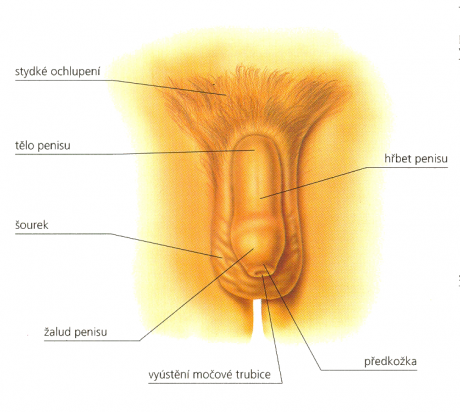 stydké ochlupení
tělo penisu
hřbet penisu
šourek
žalud penisu
předkožka
vyústění močové trubice